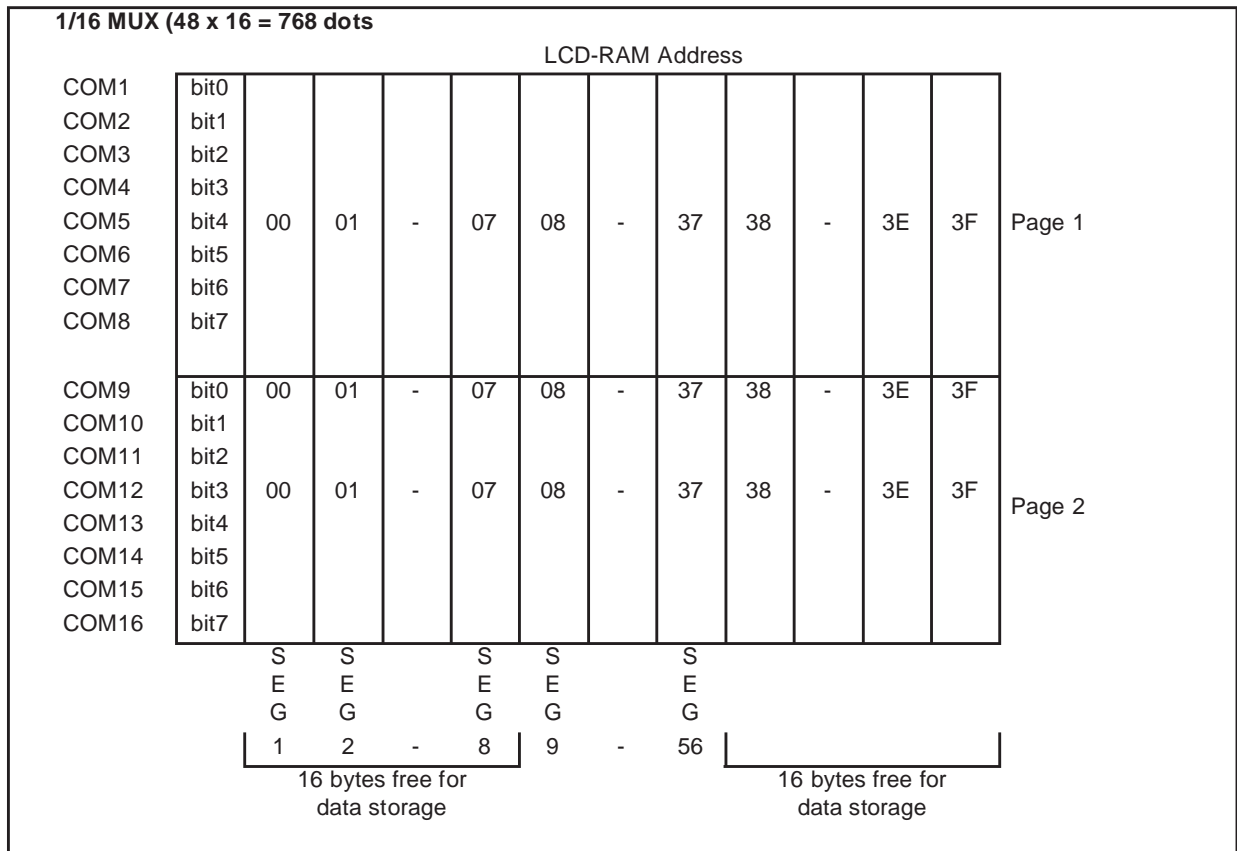 1/16 MUX (48 x 16 = 768 dots
LCD-RAM Address
COM1 bit0
COM2 bit1
COM3 bit2
COM4 bit3
COM5 bit4 00 01 - 07 08 - 37 38 - 3E 3F Page 1
COM6 bit5
COM7 bit6
COM8 bit7
COM9 bit0 00 01 - 07 08 - 37 38 - 3E 3F
COM10 bit1
COM11 bit2
COM12 bit3 00 01 - 07 08 - 37 38 - 3E 3F
Page 2
COM13 bit4
COM14 bit5
COM15 bit6
COM16 bit7
S S S S S
E E E E E
G G G G G
1 2 - 8 9 - 56
16 bytes free for 16 bytes free for
data storage data storage